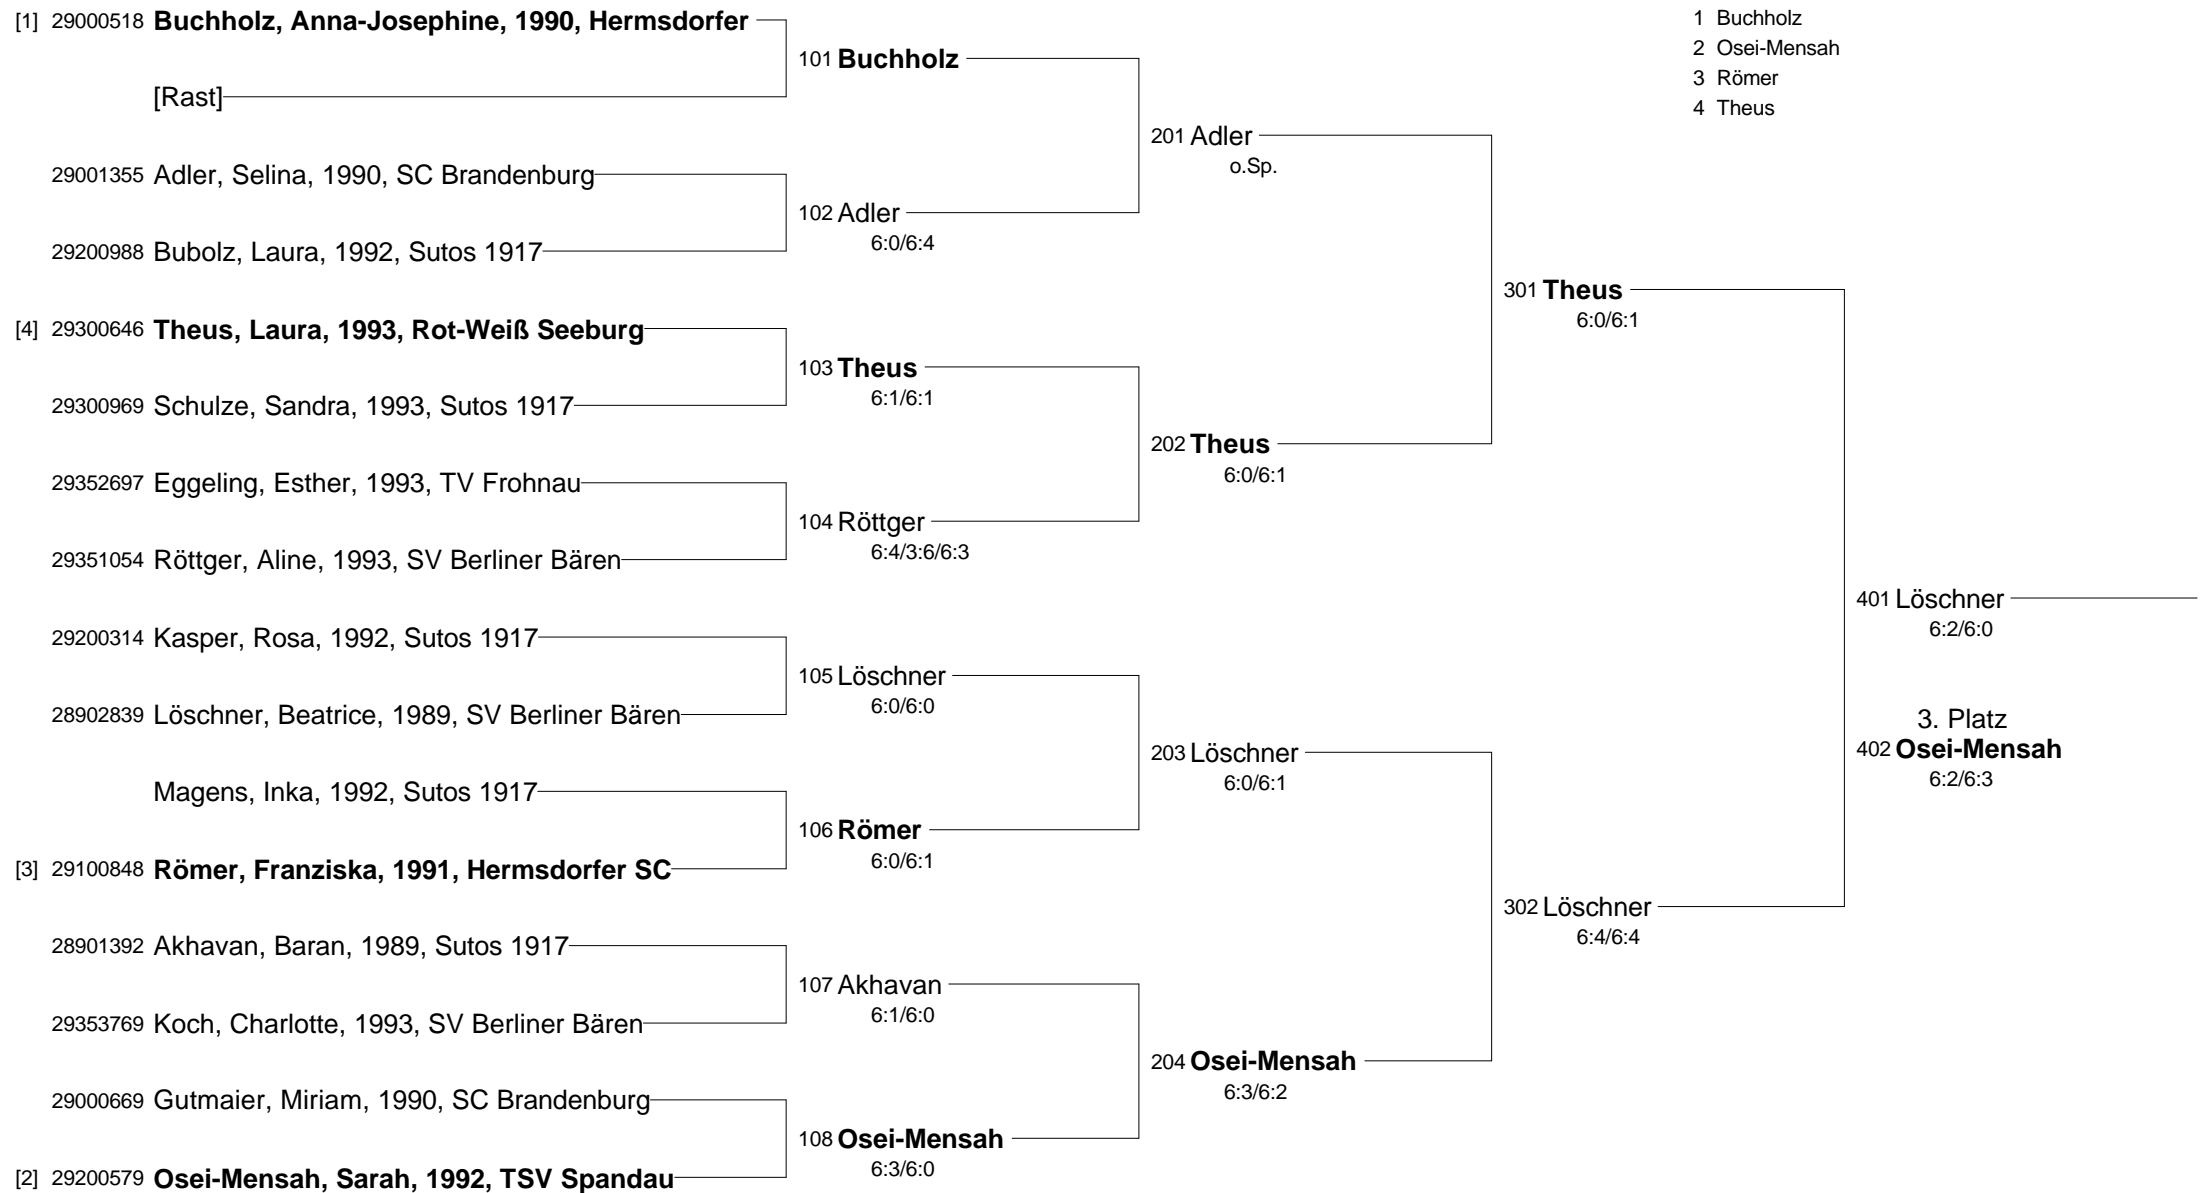 [1] 29000518 Buchholz, Anna-Josephine, 1990, Hermsdorfer
[Rast]
29001355 Adler, Selina, 1990, SC Brandenburg
29200988 Bubolz, Laura, 1992, Sutos 1917
[4] 29300646 Theus, Laura, 1993, Rot-Weiß Seeburg
29300969 Schulze, Sandra, 1993, Sutos 1917
29352697 Eggeling, Esther, 1993, TV Frohnau
29351054 Röttger, Aline, 1993, SV Berliner Bären
29200314 Kasper, Rosa, 1992, Sutos 1917
28902839 Löschner, Beatrice, 1989, SV Berliner Bären
Magens, Inka, 1992, Sutos 1917
[3] 29100848 Römer, Franziska, 1991, Hermsdorfer SC
28901392 Akhavan, Baran, 1989, Sutos 1917
29353769 Koch, Charlotte, 1993, SV Berliner Bären
29000669 Gutmaier, Miriam, 1990, SC Brandenburg
[2] 29200579 Osei-Mensah, Sarah, 1992, TSV Spandau
101 Buchholz
102 Adler
6:0/6:4
103 Theus
6:1/6:1
104 Röttger
6:4/3:6/6:3
105 Löschner
6:0/6:0
106 Römer
6:0/6:1
107 Akhavan
6:1/6:0
108 Osei-Mensah
6:3/6:0
201 Adler
o.Sp.
202 Theus
6:0/6:1
203 Löschner
6:0/6:1
204 Osei-Mensah
6:3/6:2
301 Theus
6:0/6:1
302 Löschner
6:4/6:4
401 Löschner
6:2/6:0
3. Platz
402 Osei-Mensah
6:2/6:3
1 Buchholz
2 Osei-Mensah
3 Römer
4 Theus